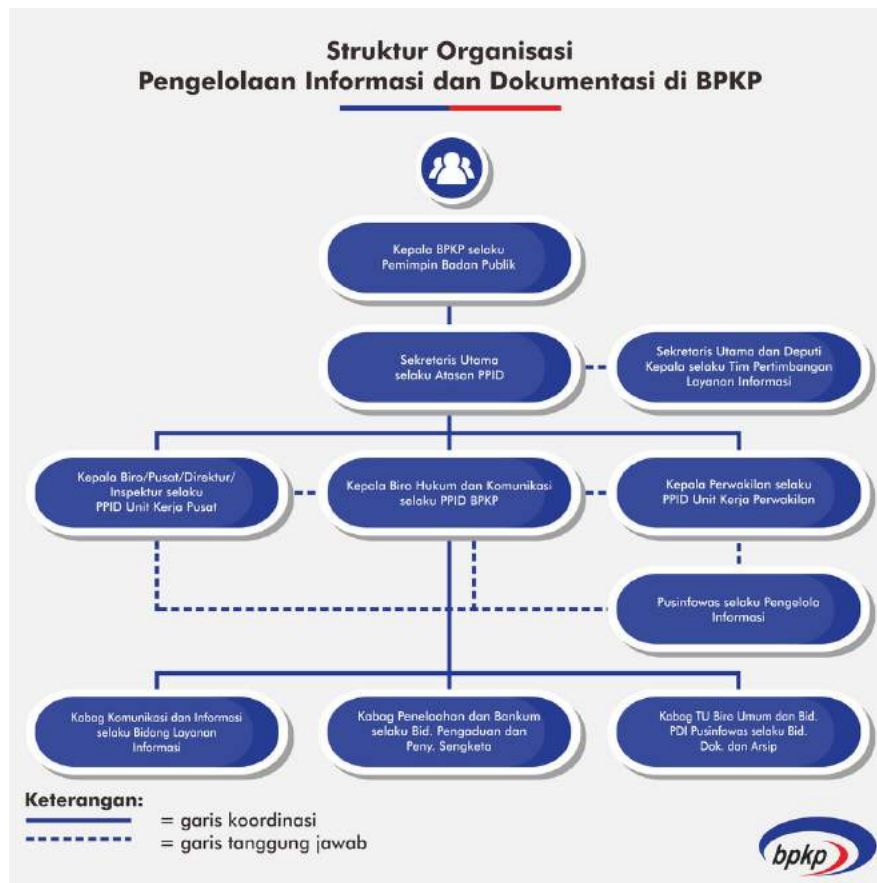 Struktur Organisasi
Pengelolaan Informasi dan Dokumentasi di BPKP
Kepala BPKP selaku
Pemimpin Badan Publik
Sekretaris Utama
selaku Atasan PPID
Sekretaris Utama dan Deputi
Kepala selaku Tim Pertimbangan
Layanan Informasi
Kepala Biro/Pusat/Direktur/
Inspektur selaku
PPID Unit Kerja Pusat
Kepala Biro Hukum dan Komunikasi
selaku PPID BPKP
Kepala Perwakilan selaku
PPID Unit Kerja Perwakilan
Pusinfowas selaku Pengelola
Informasi
Kabag Komunikasi dan Informasi
selaku Bidang Layanan
Informasi
Kabag Penelaahan dan Bankum
selaku Bid. Pengaduan dan
Peny. Sengketa
Kabag TU Biro Umum dan Bid.
PDI Pusinfowas selaku Bid.
Dok. dan Arsip
Keterangan:
= garis koordinasi
= garis tanggung jawab
bpkp